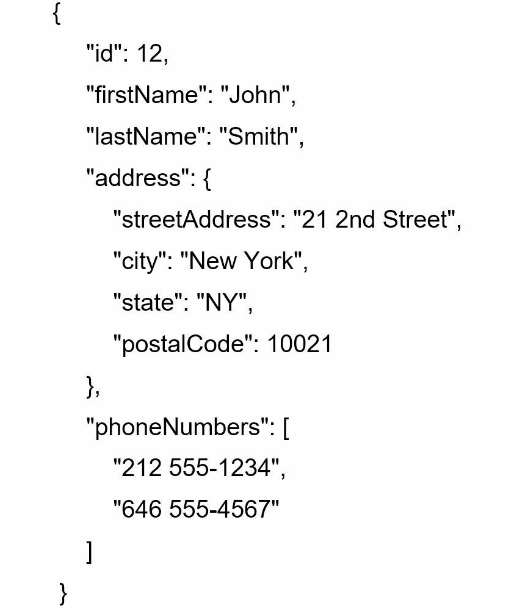 {
"id": 12,
"firstName": "John",
"lastName": "Smith",
"address": {
"streetAddress": "21 2nd Street",
"city": "New York",
"state": "NY",
"postalCode": 10021
},
"phoneNumbers": [
"212 555-1234",
"646 555-4567"
]
}